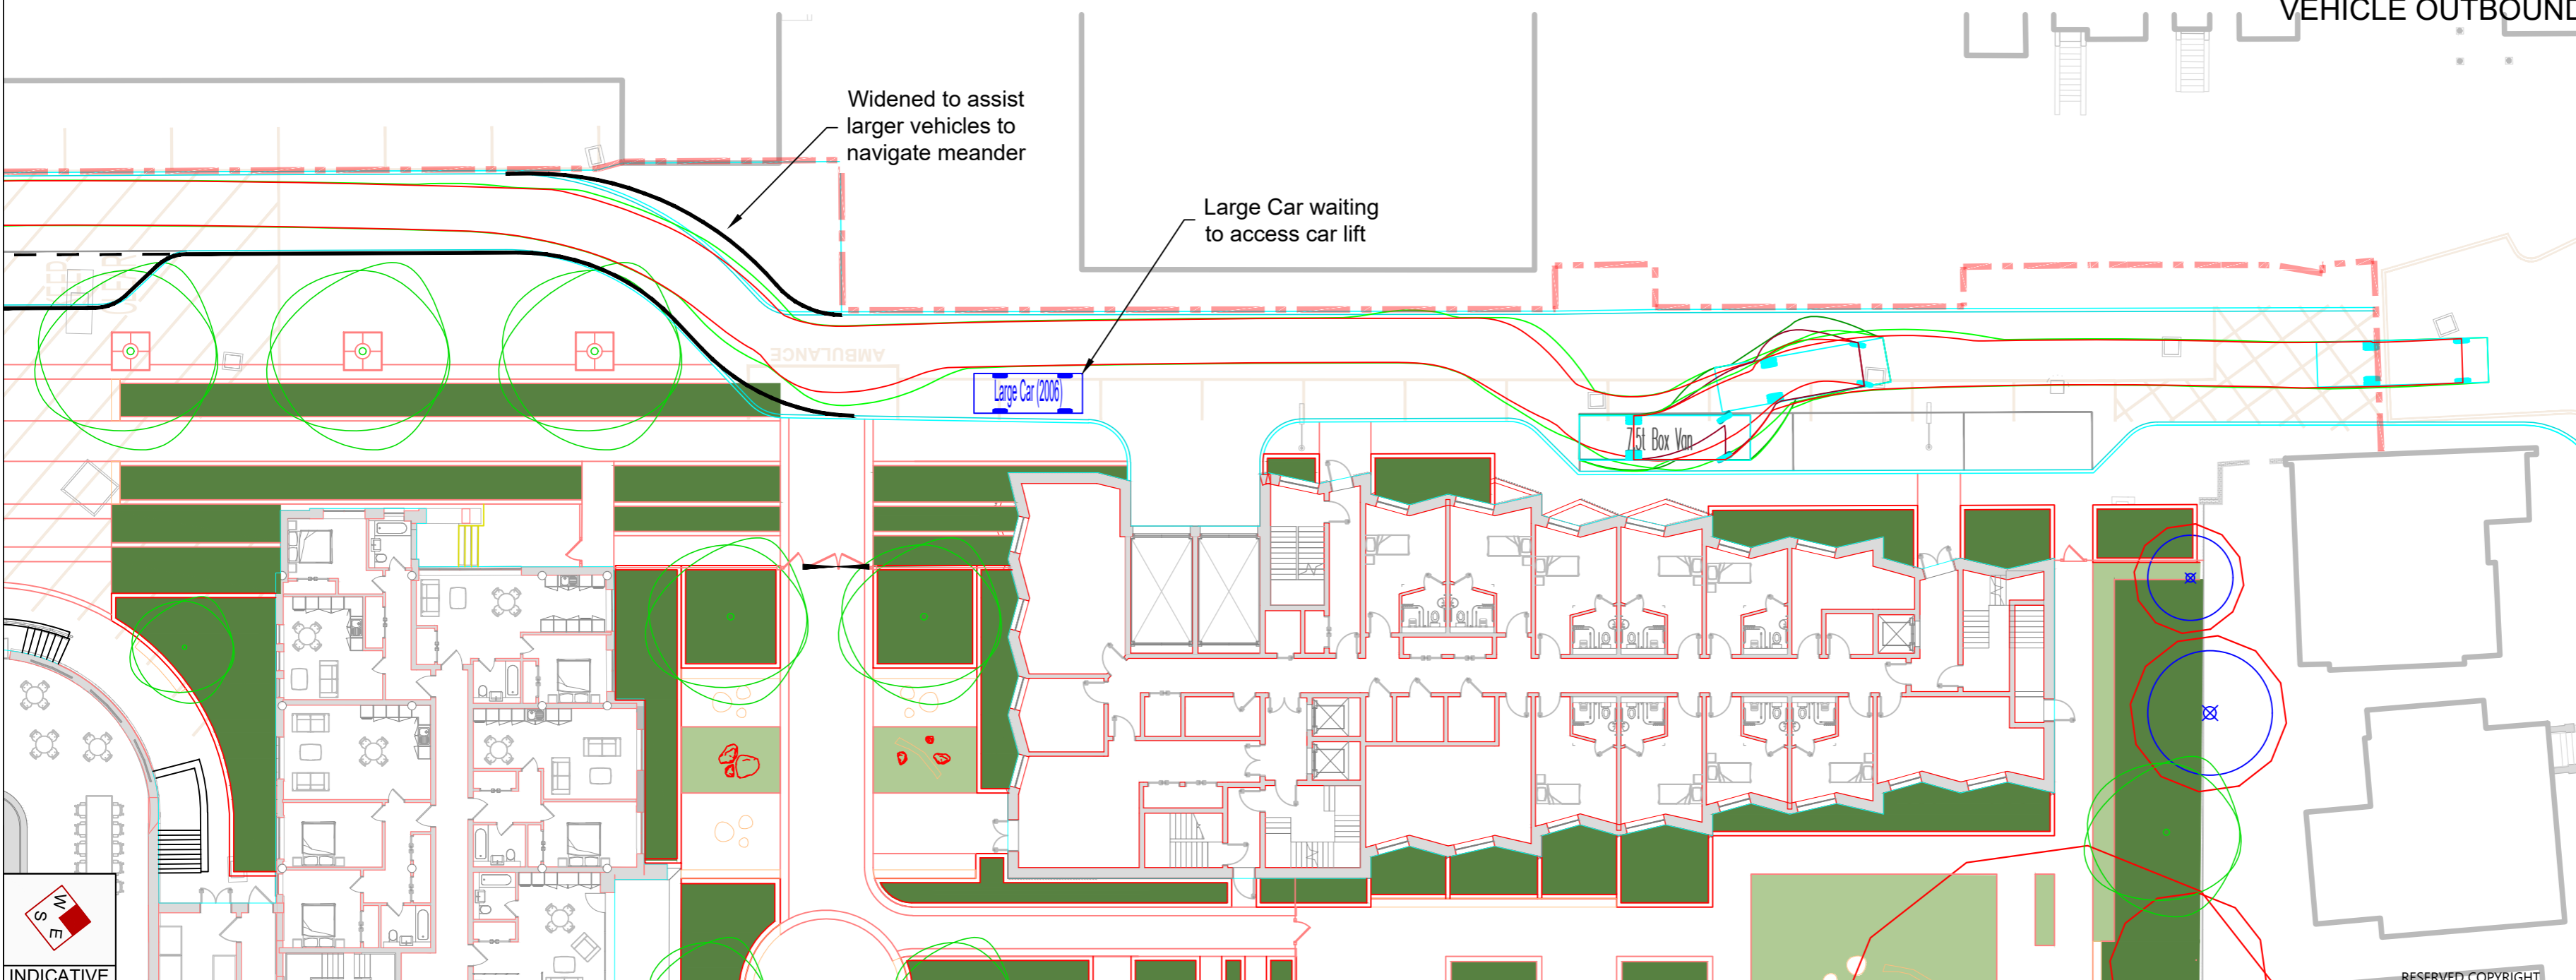 VEHICLE OUTBOUND
Widened to assist
larger vehicles to
navigate meander
Large Car waiting
to access car lift
AMBULANCE
Large Car (2006)
7.5t Box Van
W
S
E
INDICATIVE
RESERVED COPYRIGHT